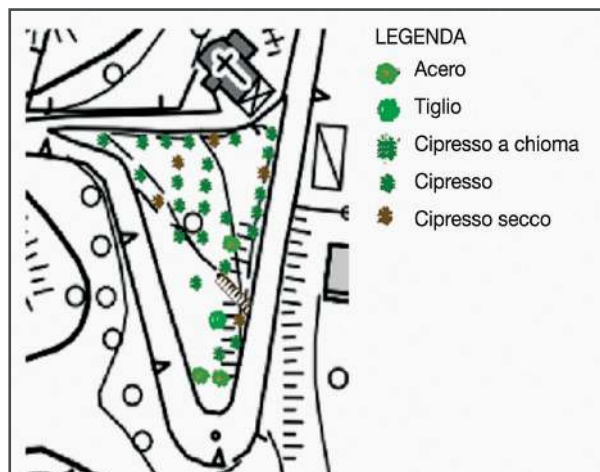 LEGENDA
Acero
Tiglio
Cipresso a chioma
Cipresso
Cipresso secco